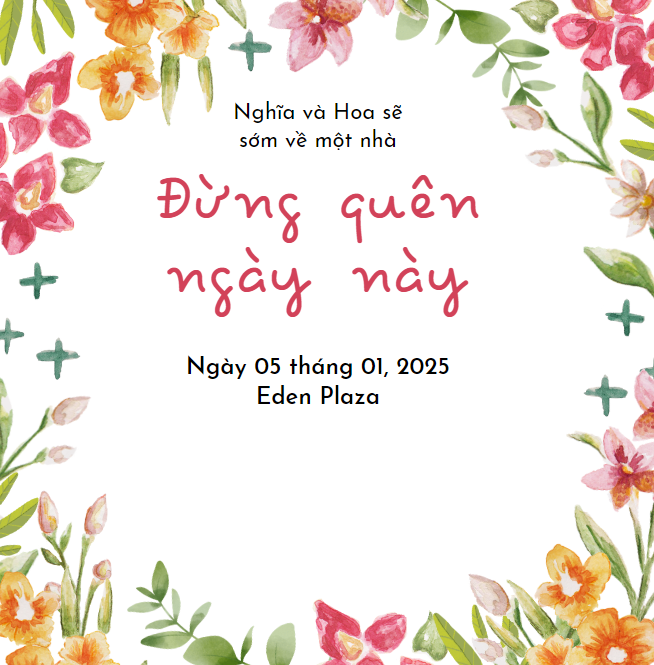 Nghĩa và Hoa sẽ
sớm về một nhà
Đừng quên
ngày này
Ngày 05 tháng 01, 2025
Eden Plaza